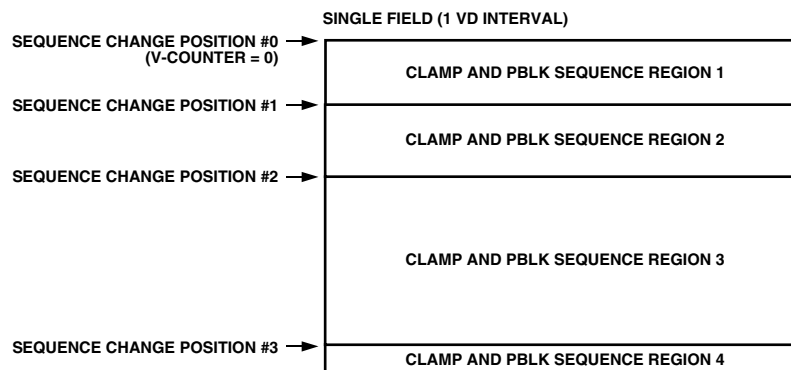 SINGLE FIELD (1 VD INTERVAL)
SEQUENCE CHANGE POSITION #0
(V-COUNTER = 0)
CLAMP AND PBLK SEQUENCE REGION 1
SEQUENCE CHANGE POSITION #1
CLAMP AND PBLK SEQUENCE REGION 2
SEQUENCE CHANGE POSITION #2
CLAMP AND PBLK SEQUENCE REGION 3
SEQUENCE CHANGE POSITION #3
CLAMP AND PBLK SEQUENCE REGION 4